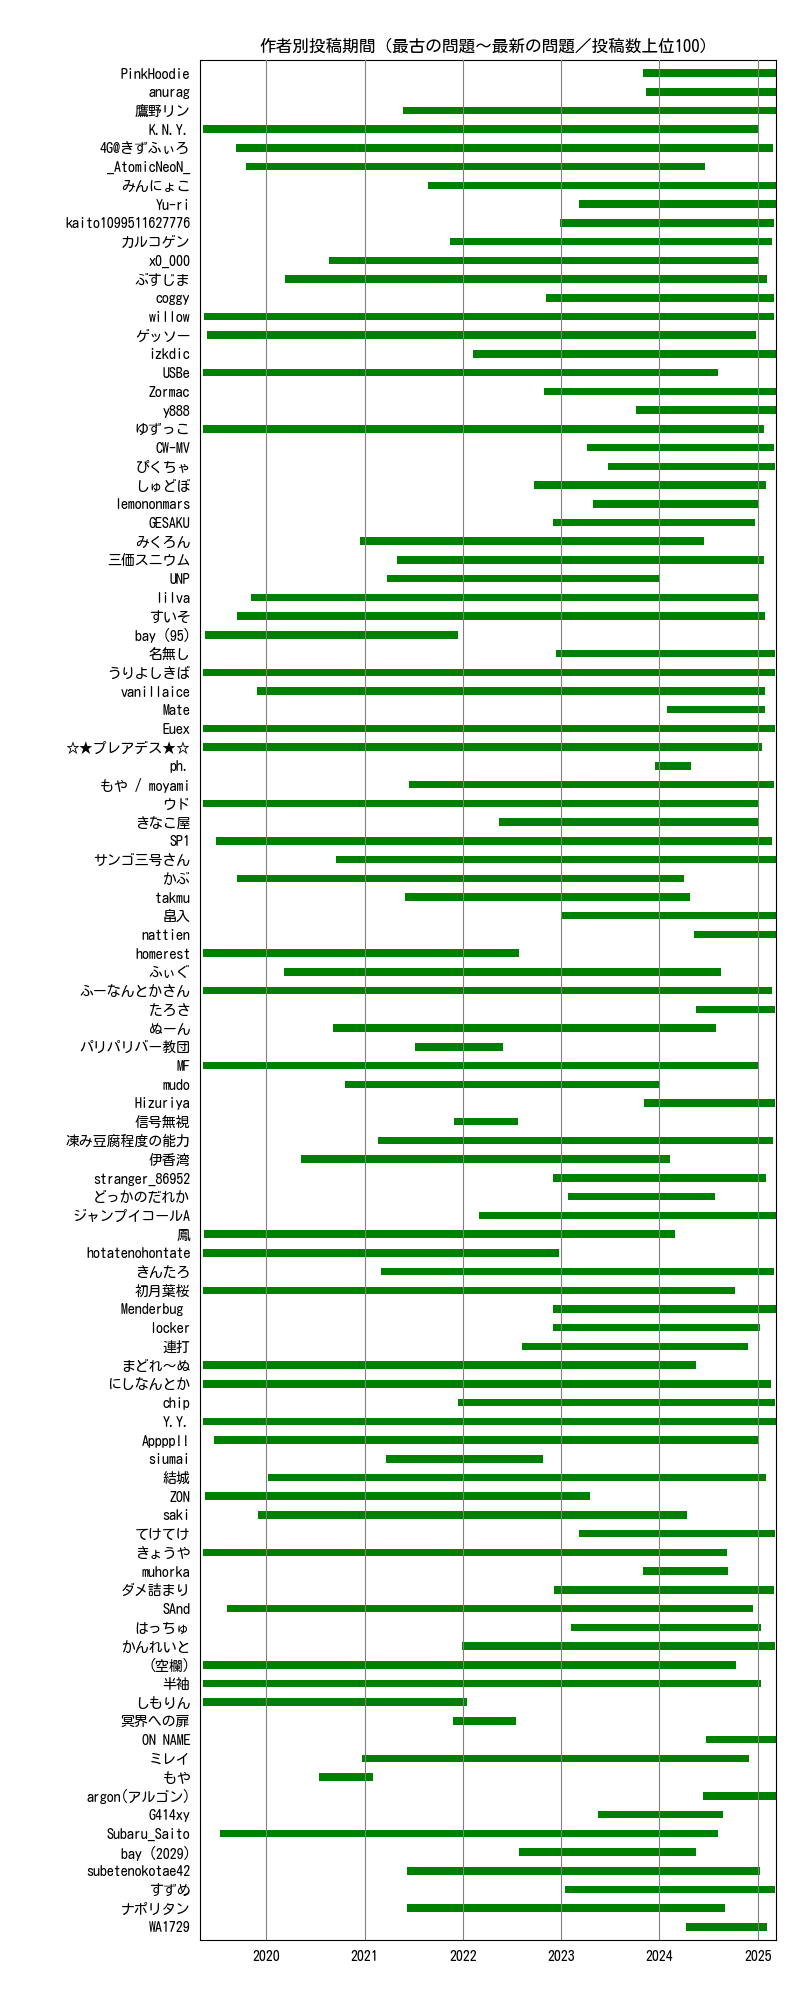 作者別投稿期間（最古の問題～最新の問題／投稿数上位100）
PinkHoodie
anurag
鷹野リン
K.N.Y.
4G@きずふぃろ
_AtomicNeoN_
みんにょこ
Yu-ri
kaito1099511627776
カルコゲン
x0_000
ぶすじま
coggy
willow
ゲッソー
izkdic
USBe
Zormac
y888
ゆずっこ
CW-MV
ぴくちゃ
しゅどぼ
lemononmars
GESAKU
みくろん
三価スニウム
UNP
lilva
すいそ
bay (95)
名無し
うりよしきば
vanillaice
Mate
Euex
☆★プレアデス★☆
ph.
もや / moyami
ウド
きなこ屋
SP1
サンゴ三号さん
かぶ
takmu
畠入
nattien
homerest
ふぃぐ
ふーなんとかさん
たろさ
ぬーん
パリパリバー教団
MF
mudo
Hizuriya
信号無視
凍み豆腐程度の能力
伊香湾
stranger_86952
どっかのだれか
ジャンプイコールA
鳳
hotatenohontate
きんたろ
初月葉桜
Menderbug
locker
連打
まどれ～ぬ
にしなんとか
chip
Y.Y.
Appppll
siumai
結城
ZON
saki
てけてけ
きょうや
muhorka
ダメ詰まり
SAnd
はっちゅ
かんれいと
(空欄)
半袖
しもりん
冥界への扉
ON NAME
ミレイ
もや
argon(アルゴン)
G414xy
Subaru_Saito
bay (2029)
subetenokotae42
すずめ
ナポリタン
WA1729
2020 2021 2022 2023 2024 2025